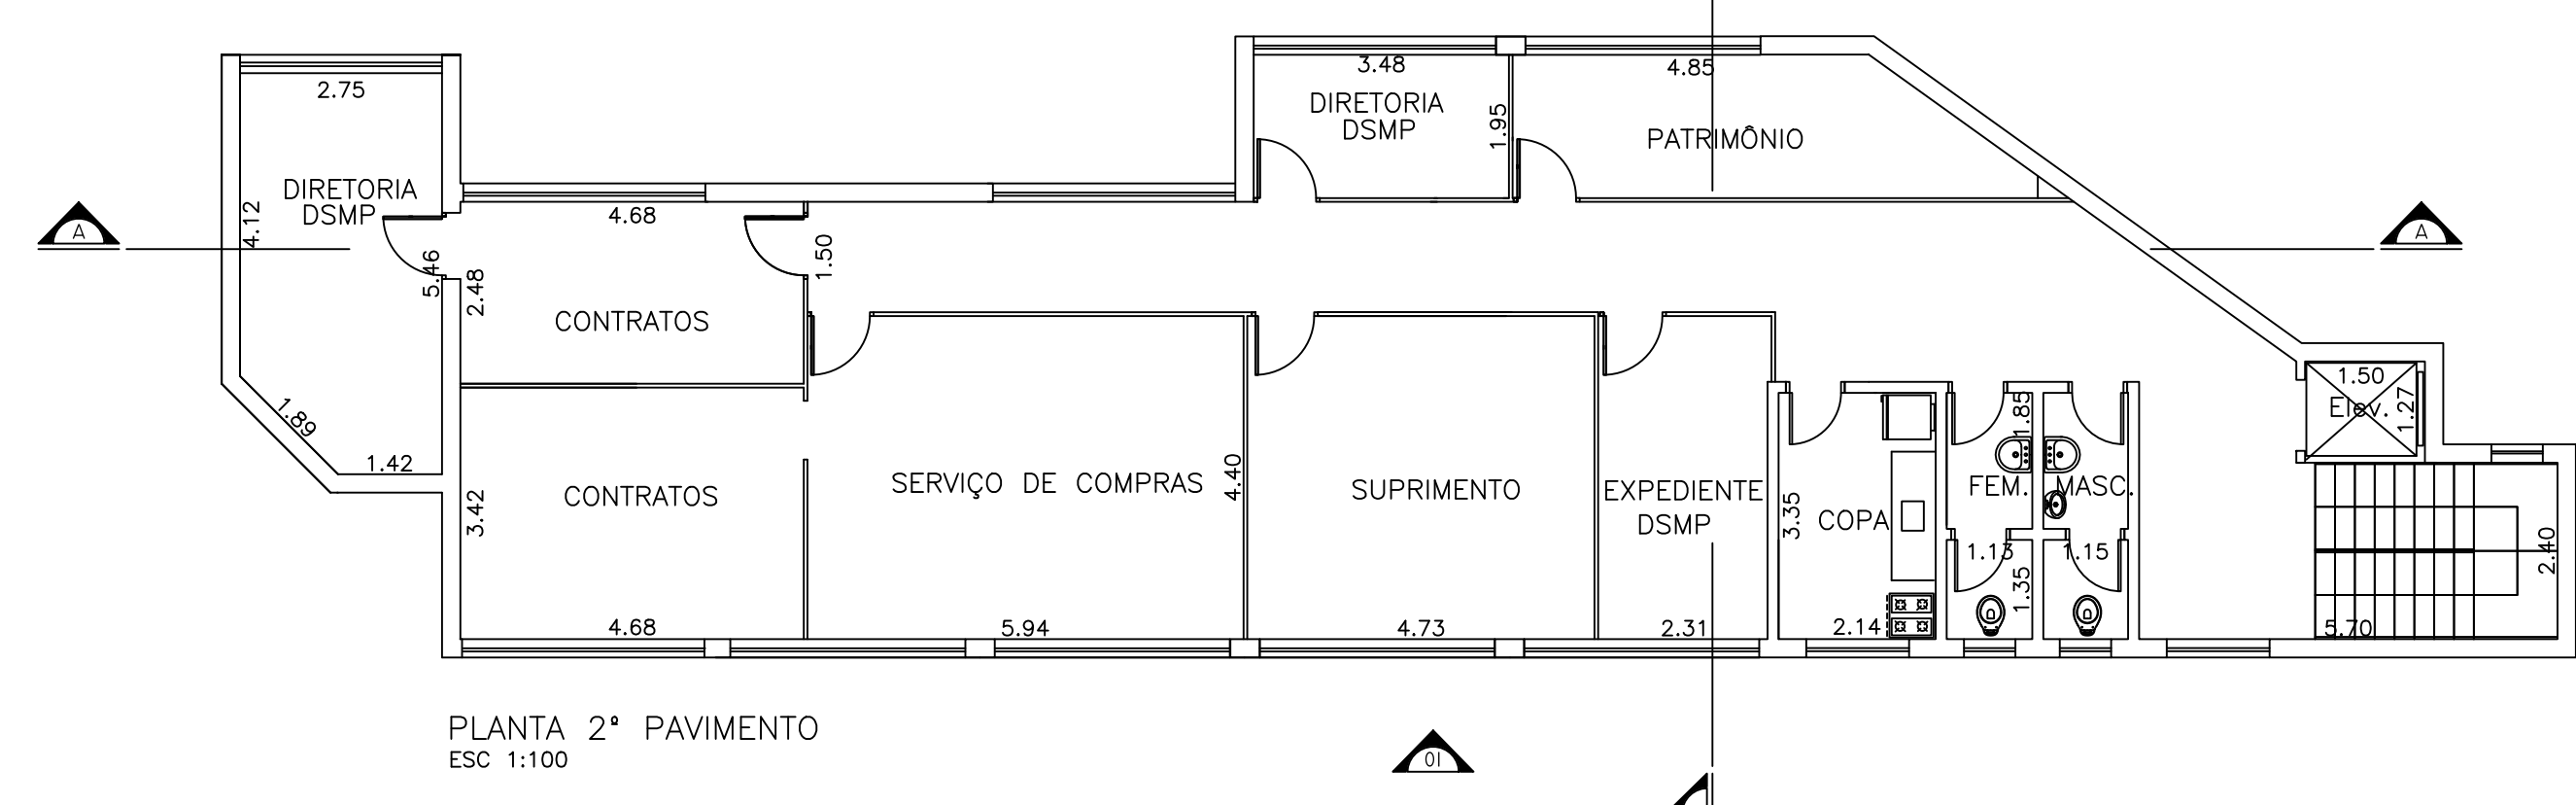 3.48
4.85
2.75
DIRETORIA
DSMP
1.95
PATRIMÔNIO
DIRETORIA
DSMP
4.12
4.68
5.46
2.48
1.50
CONTRATOS
A
A
1.89
1.42
3.42
CONTRATOS
4.68
SERVIÇO DE COMPRAS
4.40
5.94
SUPRIMENTO
4.73
EXPEDIENTE
DSMP
2.31
COPA
3.35
2.14
FEM.
1.85
1.13
1.35
MASC.
1.15
1.50
Elev.
1.27
2.40
5.70
PLANTA 2º PAVIMENTO
ESC 1:100
01